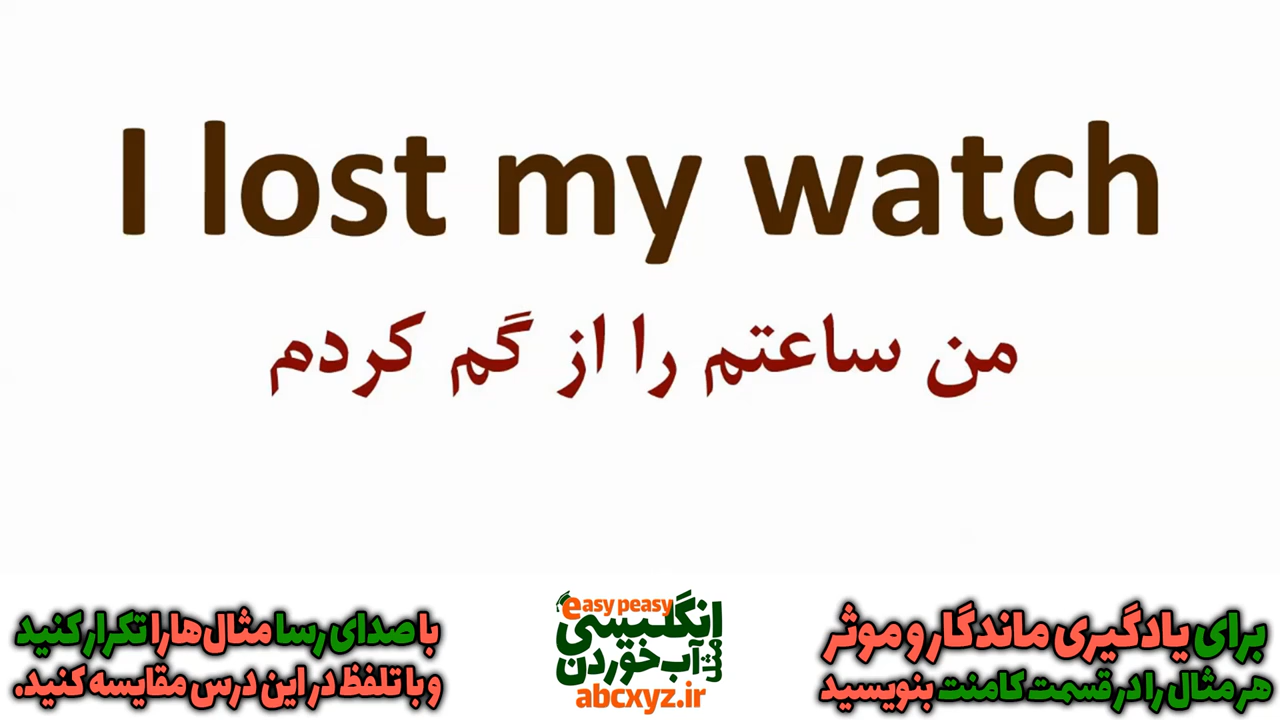 I lost my watch
من ساعتم را از گم کردم
با صدای رسا مثال‌ها را تکرار کنید
و با تلفظ در این درس مقایسه کنید.
easy peasy
انگلیسی
مثل آب خوردن
abcxyz.ir
برای یادگیری ماندگار و موثر
هر مثال را در قسمت کامنت بنویسید